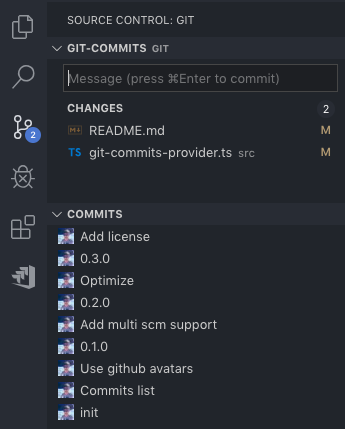 SOURCE CONTROL: GIT
GIT-COMMITS GIT
Message (press ⌘Enter to commit)
CHANGES 2
README.md M
TS git-commits-provider.ts src M
2
COMMITS
Add license
0.3.0
Optimize
0.2.0
Add multi scm support
0.1.0
Use github avatars
Commits list
init